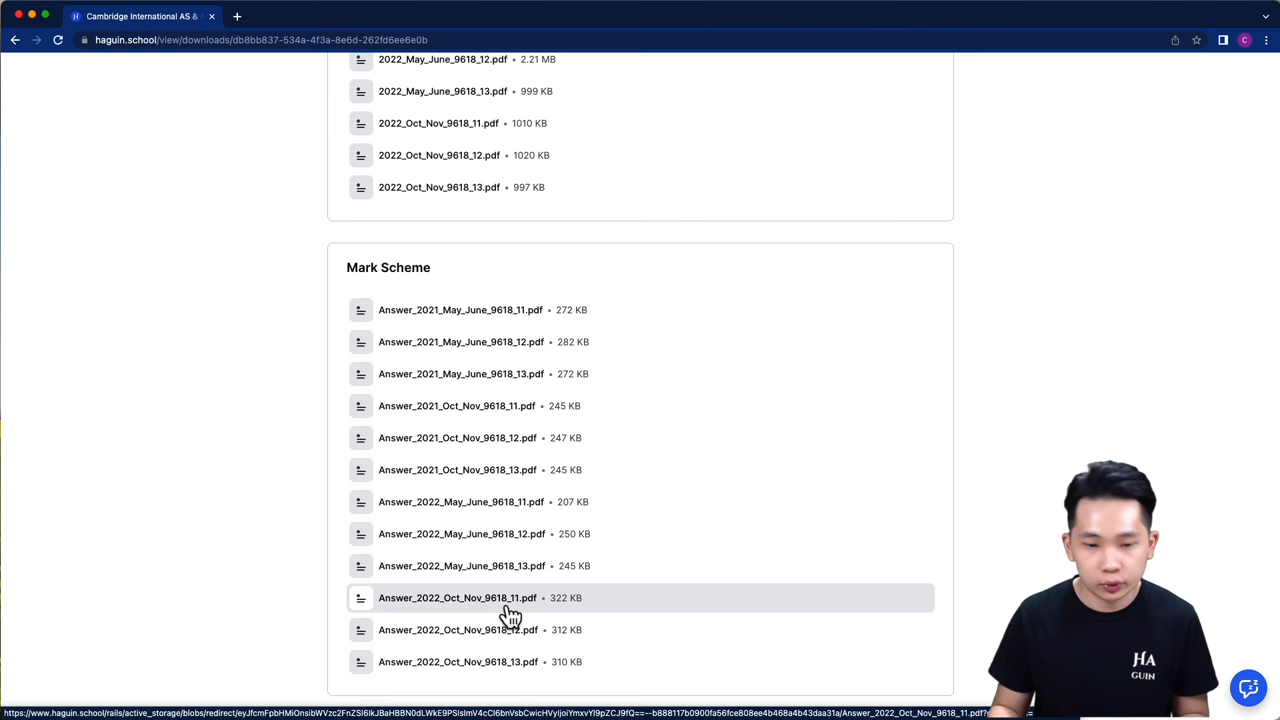 Cambridge International AS &
haguin.school/view/downloads/db8bb837-534a-4f3a-8e6d-262fd6ee6e0b
2022_May_June_9618_12.pdf • 2.21 MB
2022_May_June_9618_13.pdf • 999 KB
2022_Oct_Nov_9618_11.pdf • 1010 KB
2022_Oct_Nov_9618_12.pdf • 1020 KB
2022_Oct_Nov_9618_13.pdf • 997 KB
Mark Scheme
Answer_2021_May_June_9618_11.pdf • 272 KB
Answer_2021_May_June_9618_12.pdf • 282 KB
Answer_2021_May_June_9618_13.pdf • 272 KB
Answer_2021_Oct_Nov_9618_11.pdf • 245 KB
Answer_2021_Oct_Nov_9618_12.pdf • 247 KB
Answer_2021_Oct_Nov_9618_13.pdf • 245 KB
Answer_2022_May_June_9618_11.pdf • 207 KB
Answer_2022_May_June_9618_12.pdf • 250 KB
Answer_2022_May_June_9618_13.pdf • 245 KB
Answer_2022_Oct_Nov_9618_11.pdf • 322 KB
Answer_2022_Oct_Nov_9618_12.pdf • 312 KB
Answer_2022_Oct_Nov_9618_13.pdf • 310 KB
HA
GUIN